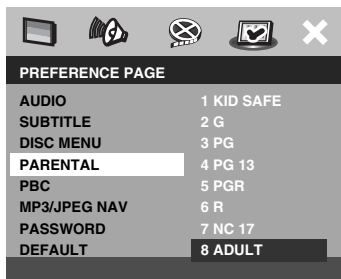 PREFERENCE PAGE
AUDIO 1 KID SAFE
SUBTITLE 2 G
DISC MENU 3 PG
PARENTAL 4 PG 13
PBC 5 PGR
MP3/JPEG NAV 6 R
PASSWORD 7 NC 17
DEFAULT 8 ADULT